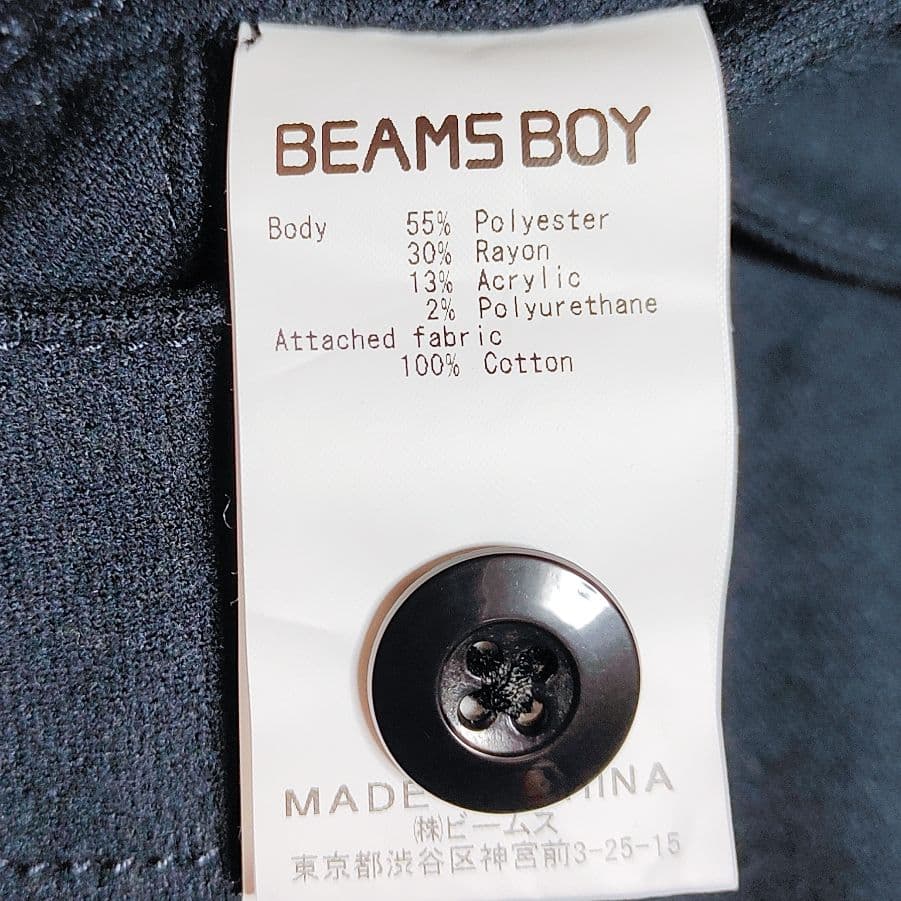 BEAMS BOY
Body 55% Polyester
30% Rayon
13% Acrylic
2% Polyurethane
Attached fabric
100% Cotton
MADE CHINA
㈱ビームス
東京都渋谷区神宮前3-25-15